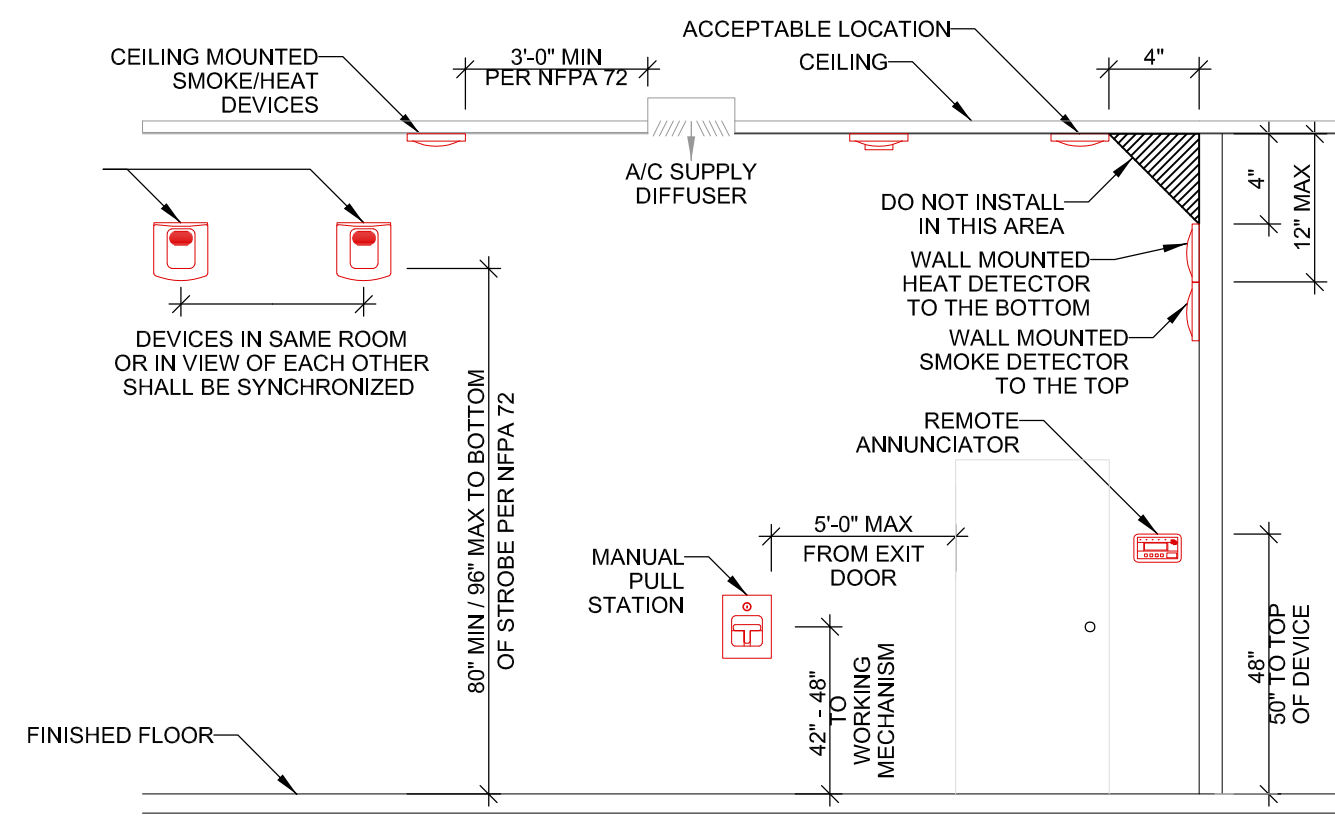 ACCEPTABLE LOCATION
CEILING MOUNTED
SMOKE/HEAT
DEVICES
3'-0" MIN
PER NFPA 72
CEILING
4"
A/C SUPPLY
DIFFUSER
DO NOT INSTALL
IN THIS AREA
4"
12" MAX
WALL MOUNTED
HEAT DETECTOR
TO THE BOTTOM
WALL MOUNTED
SMOKE DETECTOR
TO THE TOP
DEVICES IN SAME ROOM
OR IN VIEW OF EACH OTHER
SHALL BE SYNCHRONIZED
80" MIN / 96" MAX TO BOTTOM
OF STROBE PER NFPA 72
REMOTE
ANNUNCIATOR
5'-0" MAX
FROM EXIT
DOOR
MANUAL
PULL
STATION
42" - 48"
TO
WORKING
MECHANISM
48"
50" TO TOP
OF DEVICE
FINISHED FLOOR